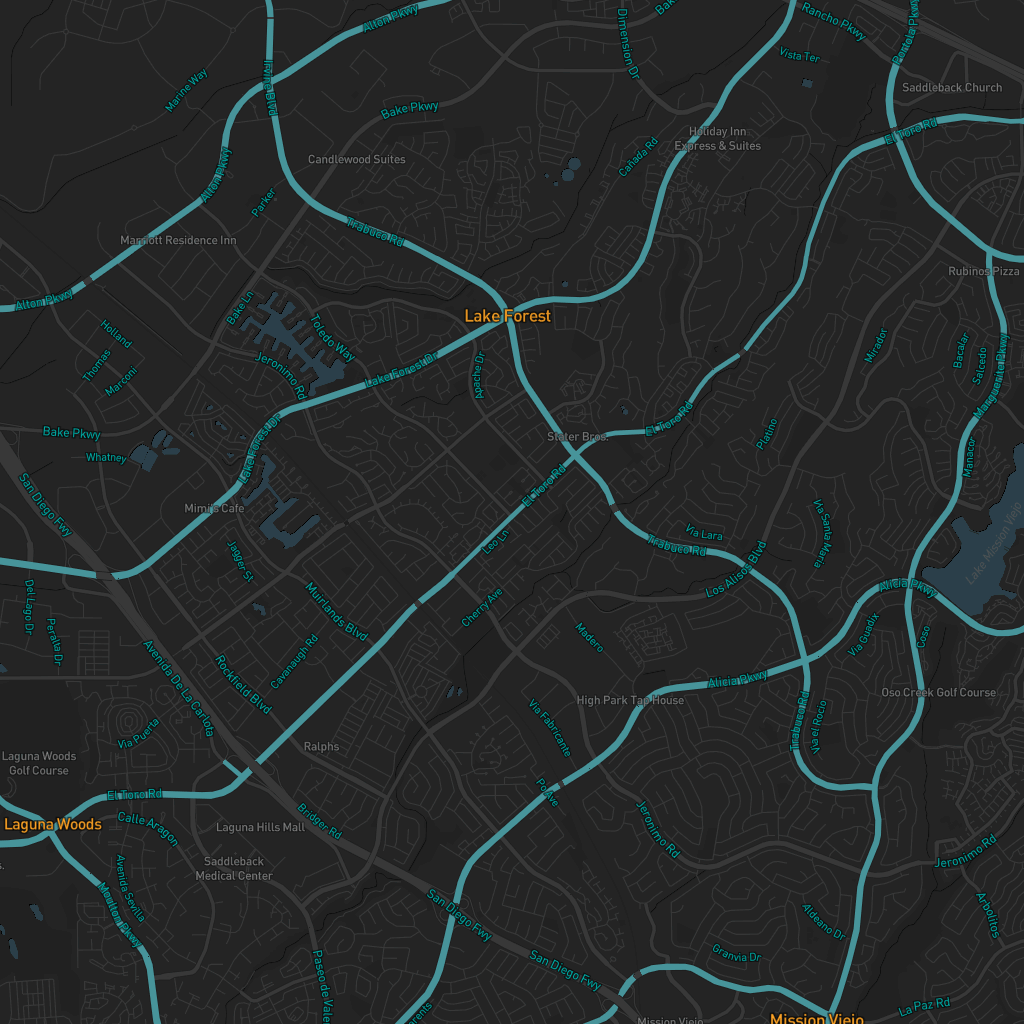 Alton Pkwy
Bake
Rancho Pkwy
Portola Pkwy
Dimension Dr
Vista Ter
Marine Way
Saddleback Church
Bake Pkwy
El Toro Rd
Holiday Inn
Express & Suites
Candlewood Suites
Cañada Rd
Alton Pkwy
Parker
Trabuco Rd
Marriott Residence Inn
Rubinos Pizza
Alton Pkwy
Bake Ln
Lake Forest
Toledo Way
Holland
Mirador
Bacalar
Salcedo
Marguerite Pkwy
Thomas
Marconi
Jeronimo Rd
Lake Forest Dr
Apache Dr
El Toro Rd
Platino
Bake Pkwy
Stater Bros.
Lake Forest Dr
Whatney
Manacor
San Diego Fwy
El Toro Rd
Mimi's Cafe
Via Santa Maria
Via Lara
Lake Mission Viejo
Leo Ln
Trabuco Rd
Jagger St
Los Alisos Blvd
Alicia Pkwy
Del Lago Dr
Muirlands Blvd
Cherry Ave
Peralta Dr
Madero
Via Guadix
Coso
Cavanaugh Rd
Avenida De La Carlota
Rockfield Blvd
Alicia Pkwy
Oso Creek Golf Course
High Park Tap House
Trabuco Rd
Via el Rocio
Via Fabricante
Via Puerta
Ralphs
Laguna Woods
Golf Course
El Toro Rd
Po Ave
Bridger Rd
Laguna Woods
Calle Aragon
Laguna Hills Mall
Jeronimo Rd
Jeronimo Rd
Saddleback
Medical Center
Avenida Sevilla
Moulton Pkwy
San Diego Fwy
Aldeano Dr
Arbolitos
Granvia Dr
San Diego Fwy
Paseo de Vale
La Paz Rd
Mission Viejo
Mission Viejo